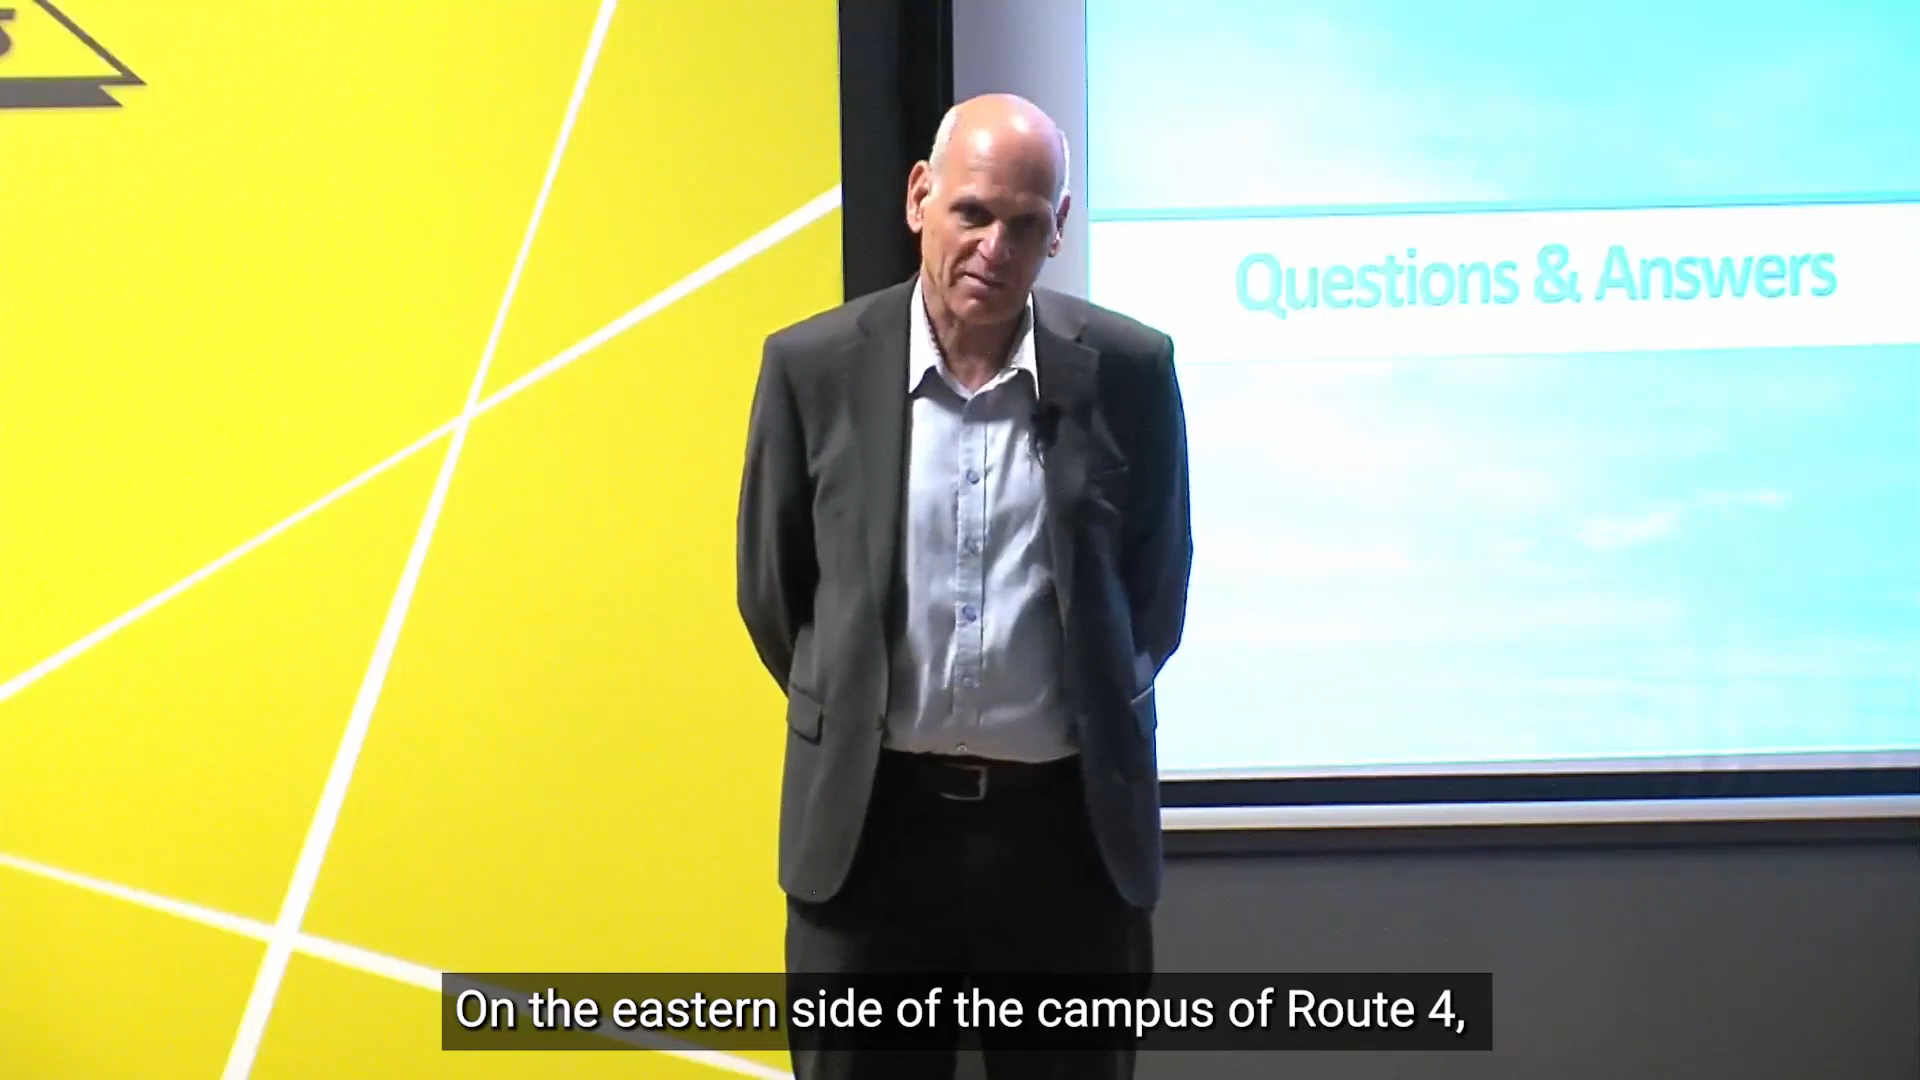 Questions & Answers
On the eastern side of the campus of Route 4,